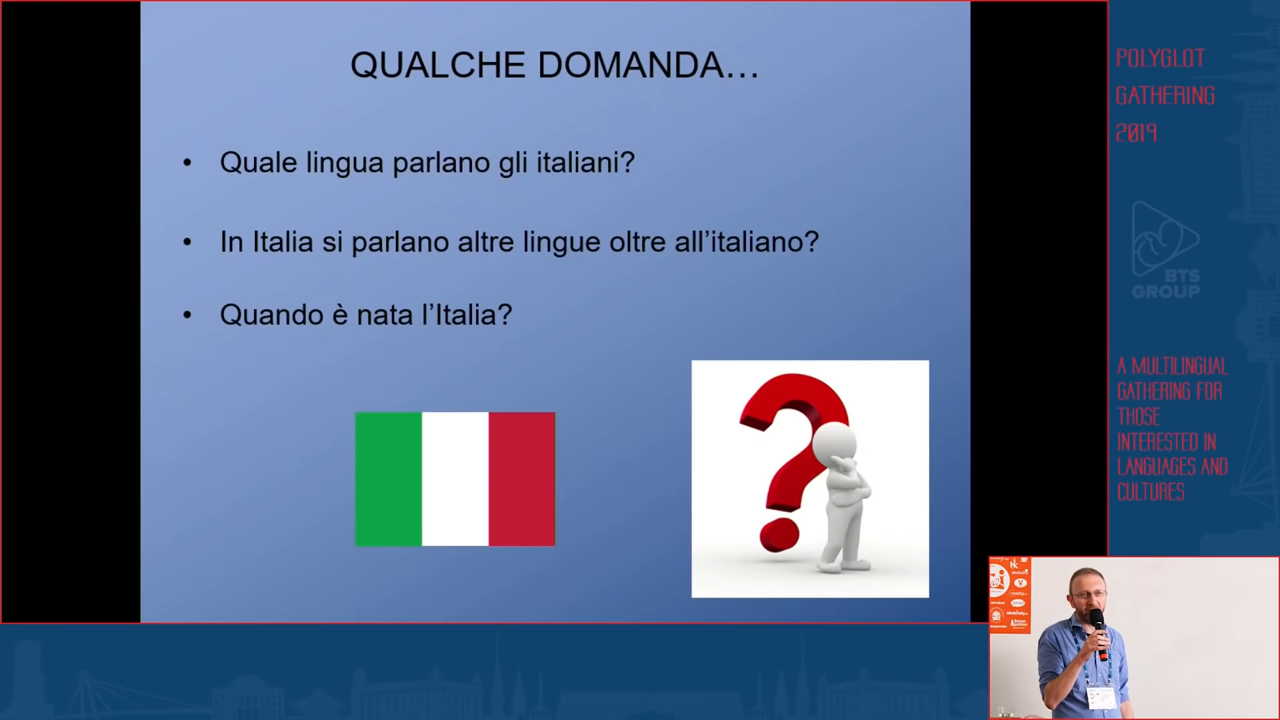 QUALCHE DOMANDA…
• Quale lingua parlano gli italiani?
• In Italia si parlano altre lingue oltre all’italiano?
• Quando è nata l’Italia?
POLYGLOT
GATHERING
2019
BTS
GROUP
A MULTILINGUAL
GATHERING FOR
THOSE
INTERESTED IN
LANGUAGES AND
CULTURES